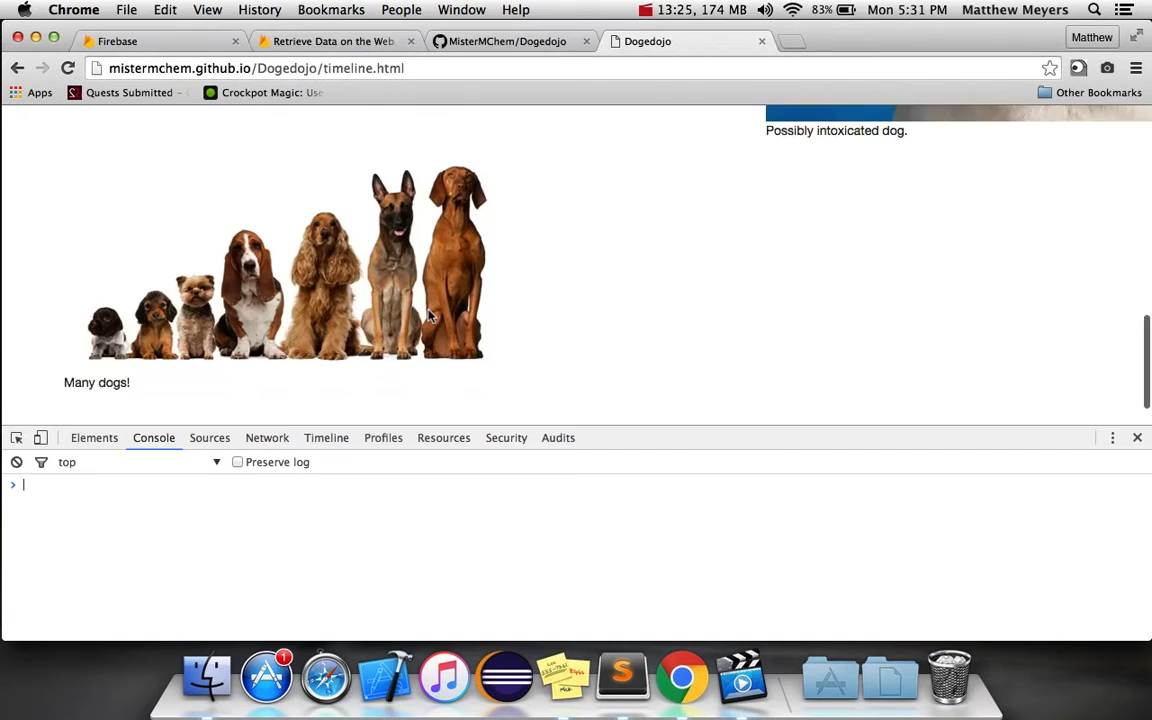 Chrome File Edit View History Bookmarks People Window Help 13:25, 174 MB 83% Mon 5:31 PM Matthew Meyers
Firebase Retrieve Data on the Web MisterMChem/Dogedojo Dogedojo Matthew
mistermchem.github.io/Dogedojo/timeline.html
Apps Quests Submitted - Crockpot Magic: Use Other Bookmarks
Possibly intoxicated dog.
Many dogs!
Elements Console Sources Network Timeline Profiles Resources Security Audits
top Preserve log
1